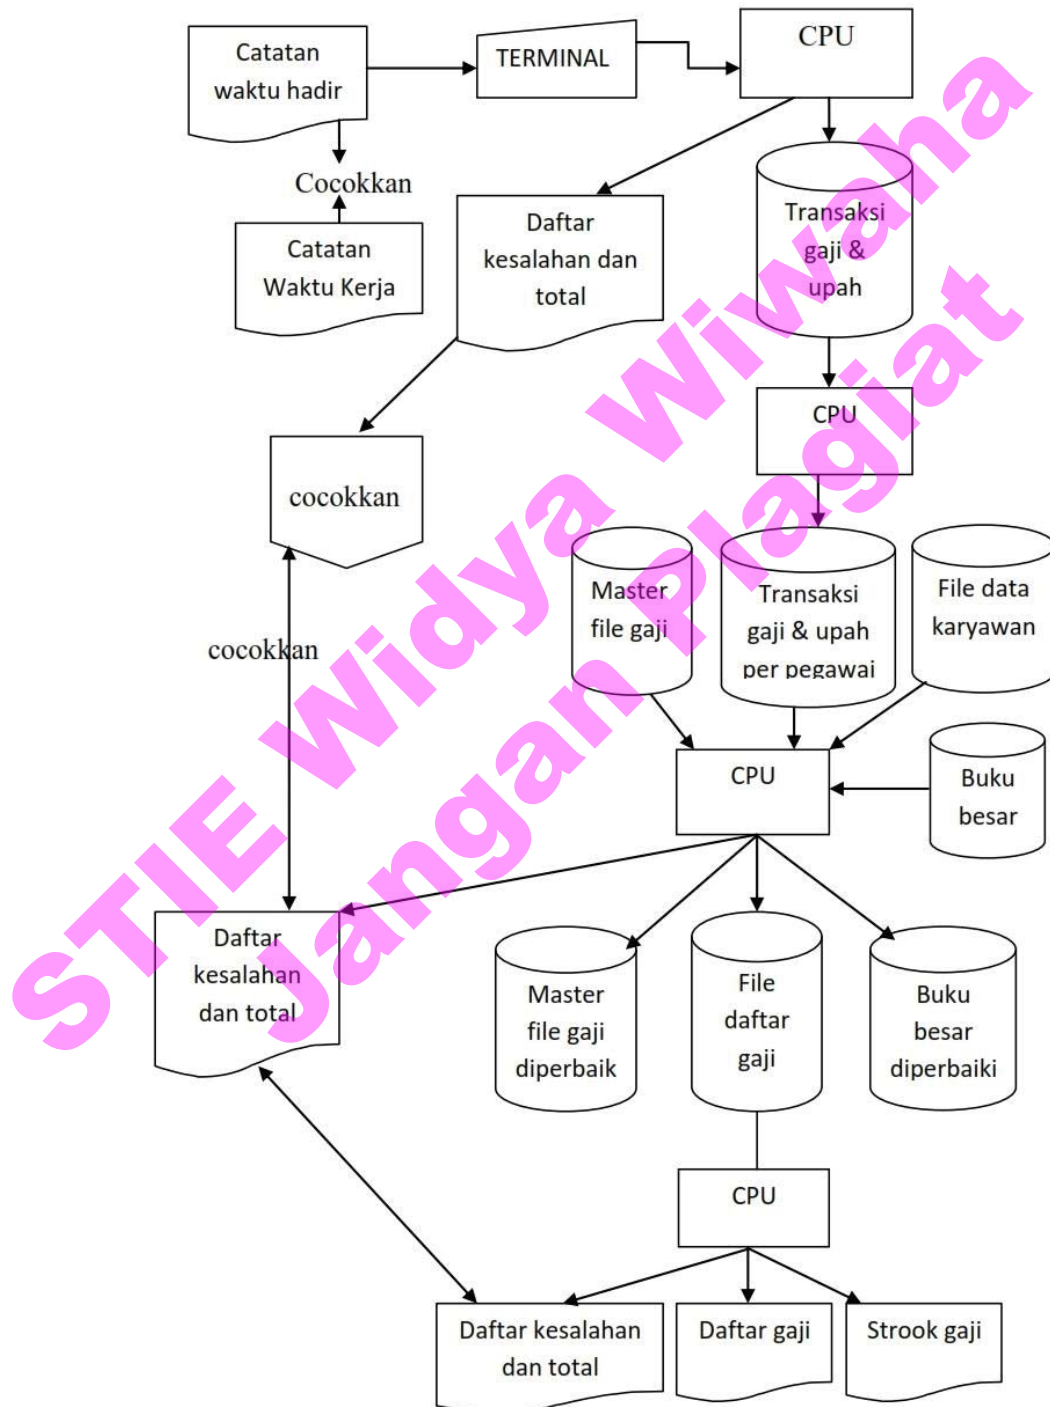 Catatan
waktu hadir
TERMINAL
CPU
Cocokkan
Catatan
Waktu Kerja
Daftar
kesalahan dan
total
Transaksi
gaji &
upah
CPU
cocokkan
Master
file gaji
Transaksi
gaji & upah
per pegawai
File data
karyawan
cocokkan
CPU
Buku
besar
Daftar
kesalahan
dan total
Master
file gaji
diperbaik
File
daftar
gaji
Buku
besar
diperbaiki
CPU
Daftar kesalahan
dan total
Daftar gaji
Strook gaji
STIE Widya Wiwaha
Jangan Plagiat